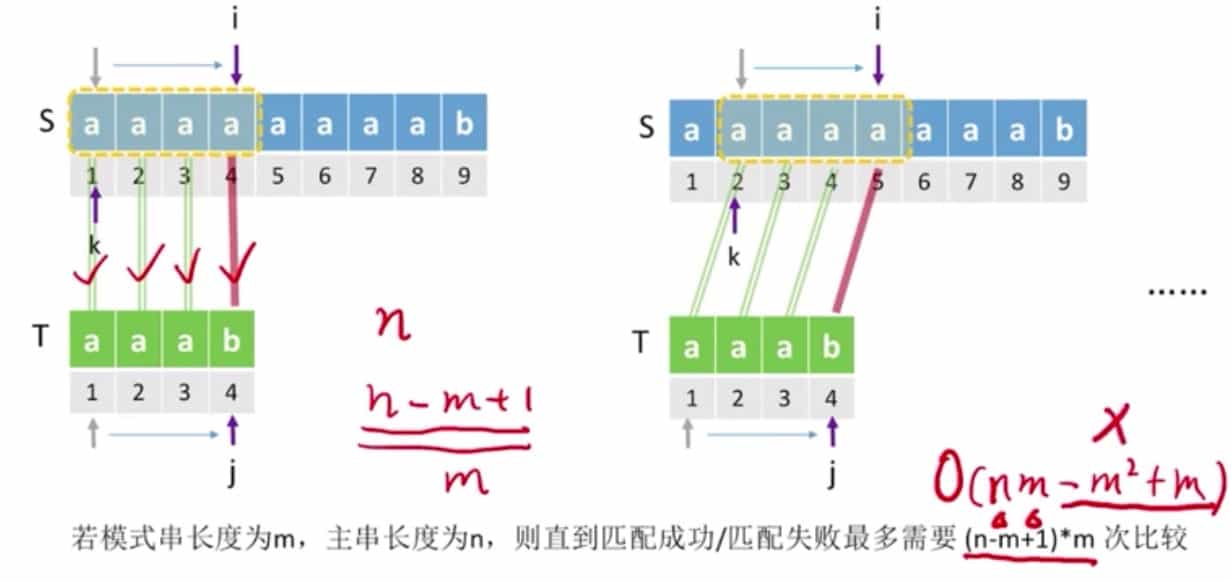 i
S a a a a a a a a b
1 2 3 4 5 6 7 8 9
k
T a a a b
1 2 3 4
j
i
S a a a a a a a a b
1 2 3 4 5 6 7 8 9
k
T a a a b
1 2 3 4
j
......
n
n-m+1
m
X
O(nm-m²+m)
若模式串长度为m，主串长度为n，则直到匹配成功/匹配失败最多需要 (n-m+1)*m 次比较